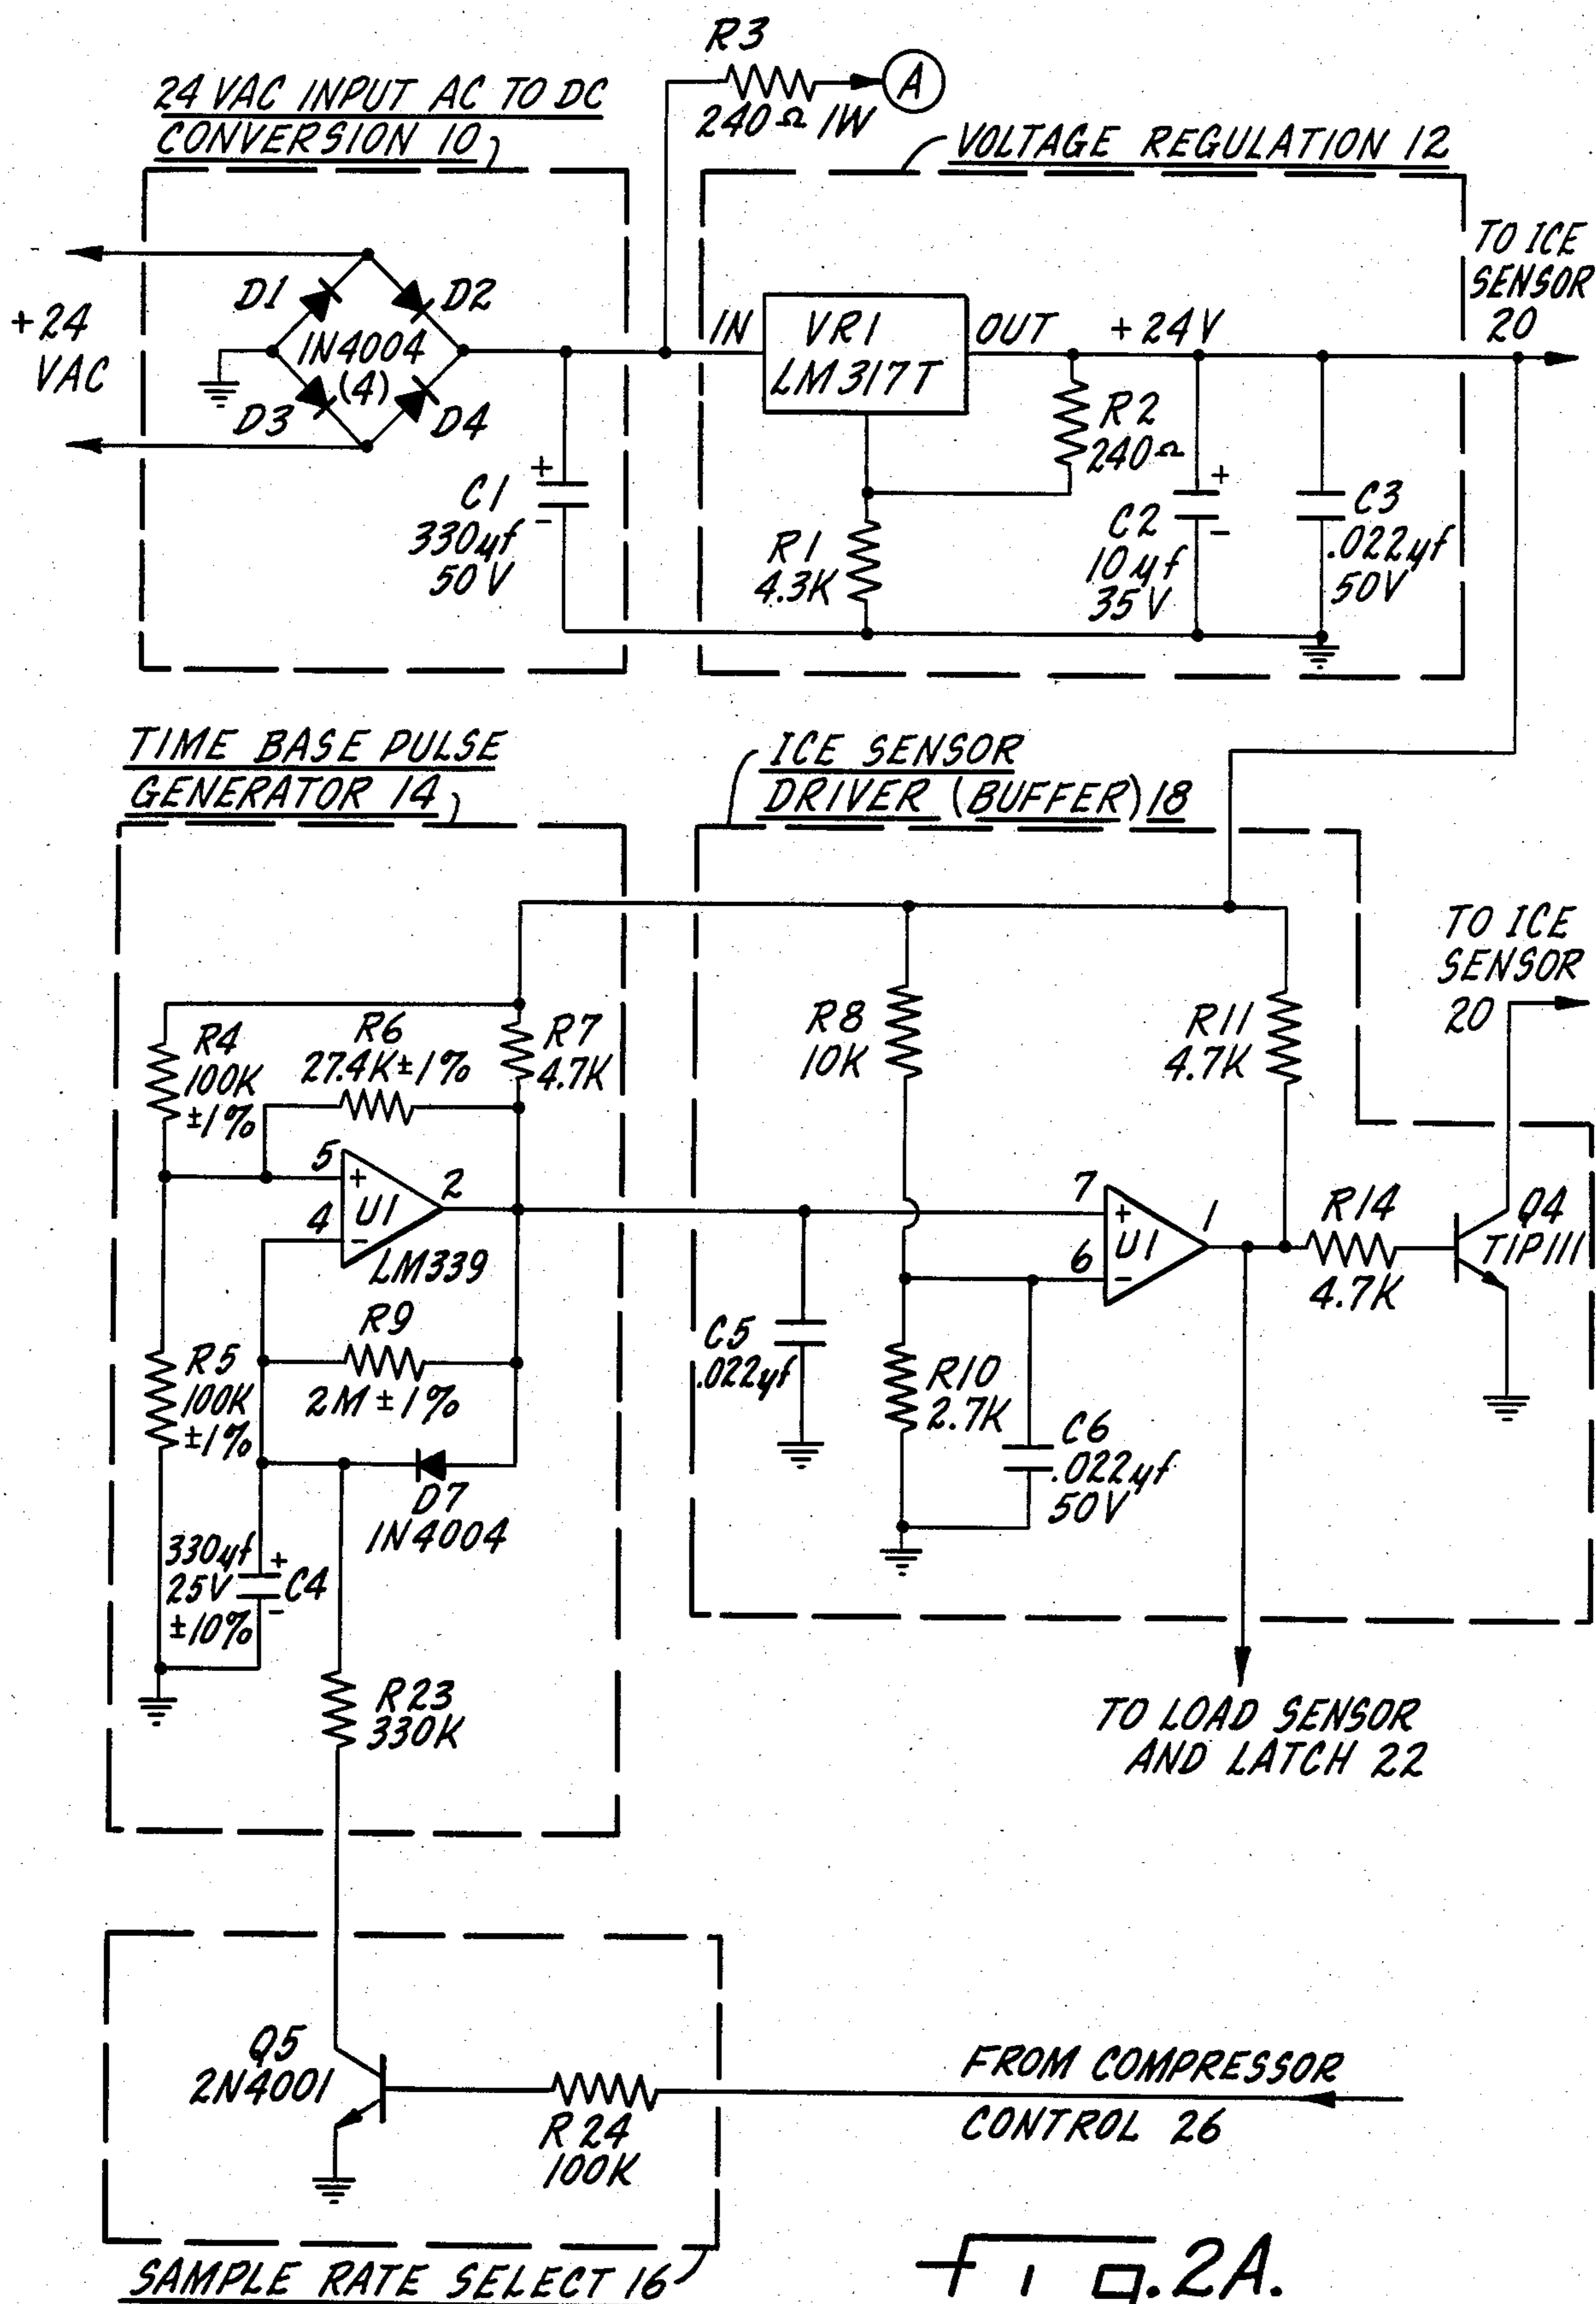 R3
240Ω 1W
A
24 VAC INPUT AC TO DC
CONVERSION 10
VOLTAGE REGULATION 12
+24
VAC
D1
D2
1N4004
(4)
D3
D4
C1
+
-
330µf
50V
IN
VR1
LM317T
OUT
+24V
R2
240Ω
R1
4.3K
C2
+
-
10µf
35V
C3
.022µf
50V
TO ICE
SENSOR
20
TIME BASE PULSE
GENERATOR 14
R4
100K
±1%
R6
27.4K±1%
R7
4.7K
5
+
4
-
U1
2
LM339
R9
2M±1%
R5
100K
±1%
D7
1N4004
330µf
25V
±10%
+
-
C4
R23
330K
ICE SENSOR
DRIVER (BUFFER) 18
R8
10K
R11
4.7K
7
+
6
-
U1
1
R14
4.7K
Q4
TIP111
TO ICE
SENSOR
20
C5
.022µf
R10
2.7K
C6
.022µf
50V
TO LOAD SENSOR
AND LATCH 22
Q5
2N4001
R24
100K
FROM COMPRESSOR
CONTROL 26
SAMPLE RATE SELECT 16
Fig. 2A.